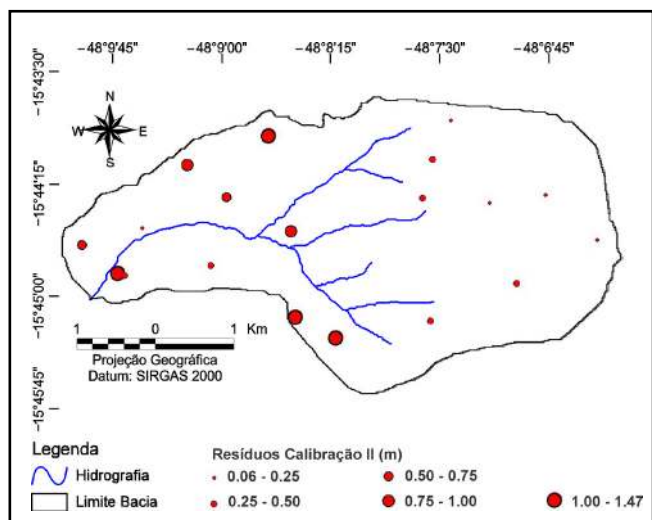 -48°9'45" -48°9'00" -48°8'15" -48°7'30" -48°6'45"
-15°43'30"
N
W E
S
-15°44'15"
-15°45'00"
1 0 1 Km
Projeção Geográfica
Datum: SIRGAS 2000
-15°45'45"
Legenda
Hidrografia
Limite Bacia
Resíduos Calibração II (m)
0.06 - 0.25
0.25 - 0.50
0.50 - 0.75
0.75 - 1.00
1.00 - 1.47